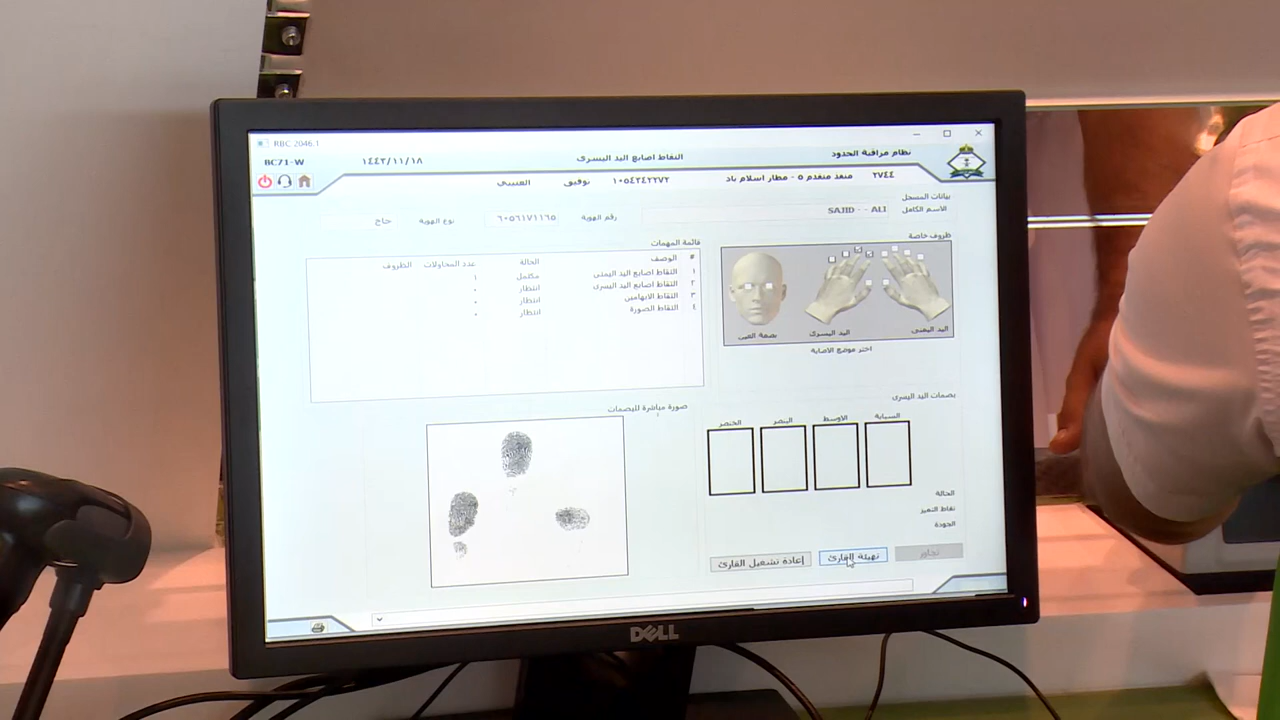 RBC 2046.1
نظام مراقبة الحدود
التقاط اصابع اليد اليسرى
١٤٤٣/١١/١٨
BC71-W
٢٧٤٤ منفذ متقدم ٥ - مطار اسلام باد ١٠٥٤٢٤٢٢٧٢ توفيق العتيبي
بيانات المسجل
الاسم الكامل SAJID - - ALI رقم الهوية ٦٠٥٦١٧١١٦٥ نوع الهوية حاج
ظروف خاصة
بصمة العين اليد اليسرى اليد اليمنى
اختر موضع الاصابة
قائمة المهمات
# الوصف الحالة عدد المحاولات الظروف
١ التقاط اصابع اليد اليمنى مكتمل ١
٢ التقاط اصابع اليد اليسرى انتظار ٠
٣ التقاط الابهامين انتظار ٠
٤ التقاط الصورة انتظار ٠
بصمات اليد اليسرى
السبابة الاوسط البنصر الخنصر
الحالة
نقاط التميز
الجودة
صورة مباشرة للبصمات
تجاوز تهيئة القارئ إعادة تشغيل القارئ
DELL